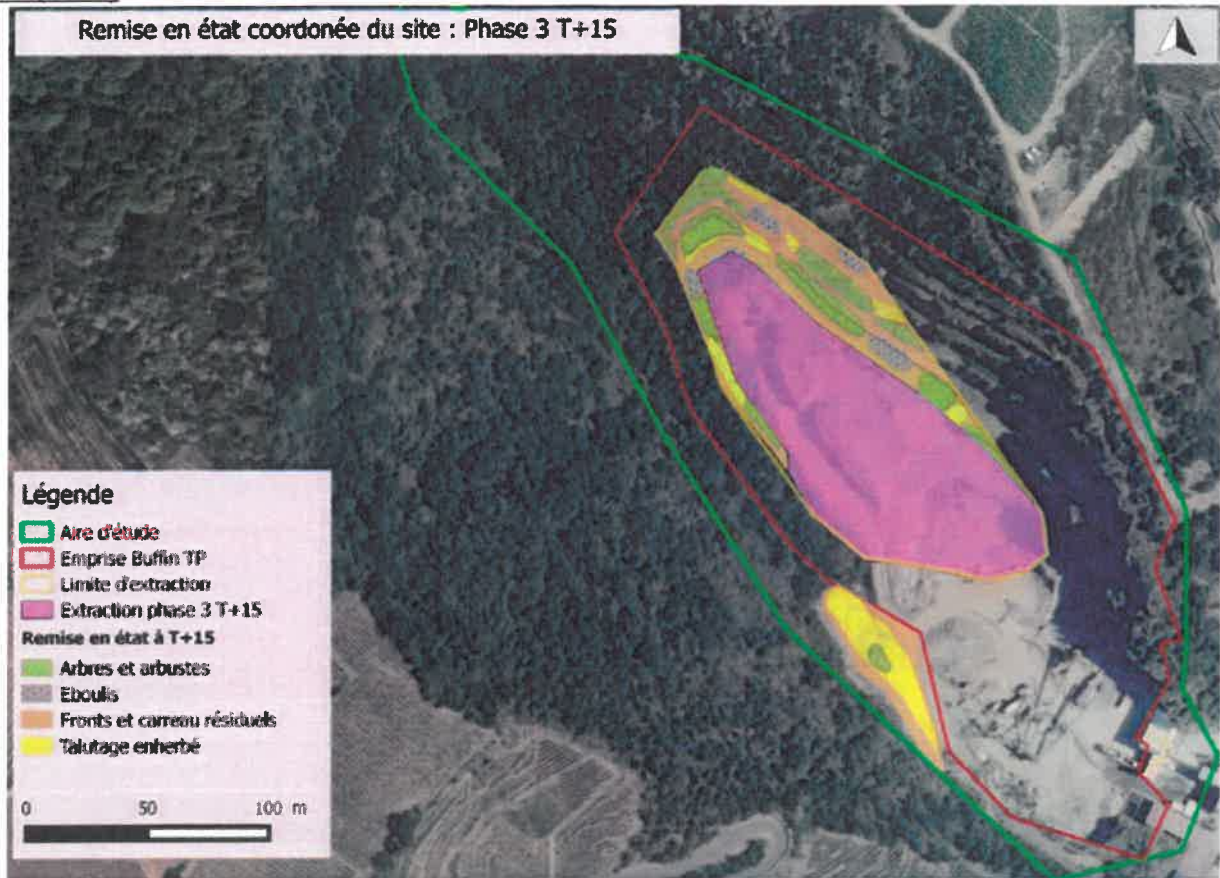 Remise en état coordonée du site : Phase 3 T+15
Légende
Aire d'étude
Emprise Buffin TP
Limite d'extraction
Extraction phase 3 T+15
Remise en état à T+15
Arbres et arbustes
Eboulis
Fronts et carreau résiduels
Talutage enherbé
0 50 100 m